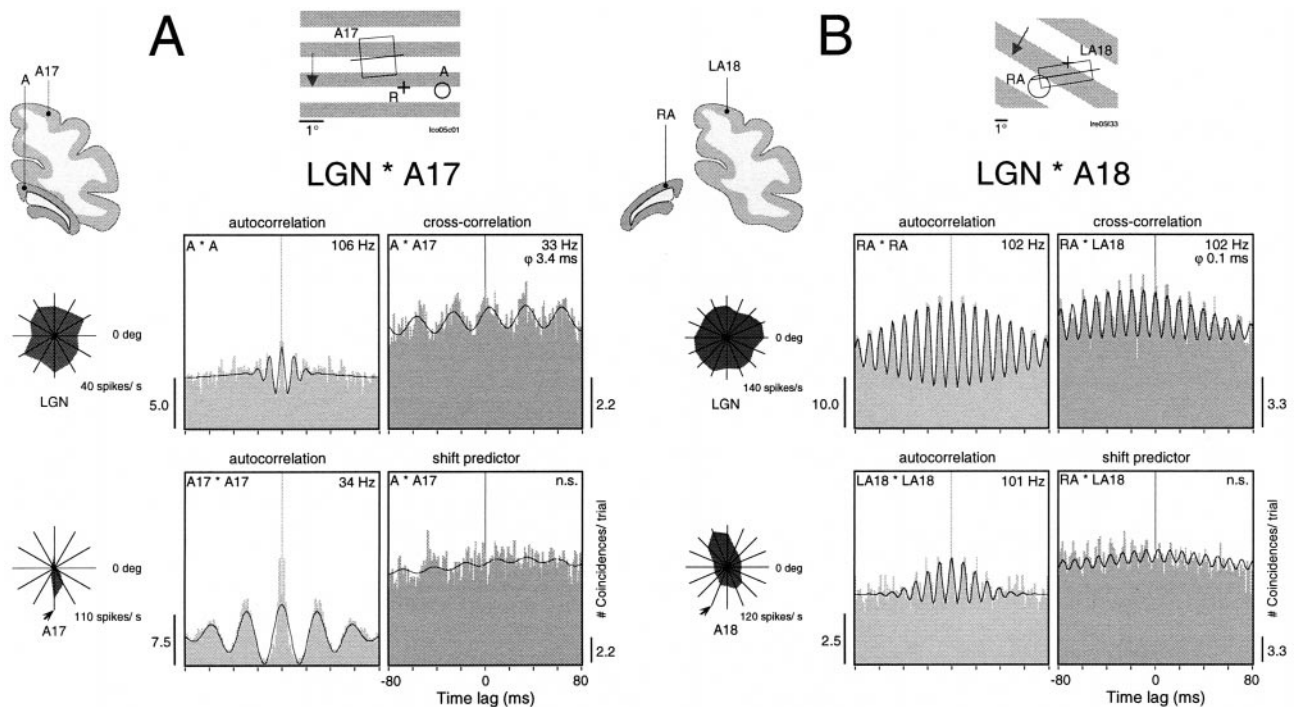 A
A17
A
A17
A
R
1°
lco05c01
LGN * A17
autocorrelation
A * A
106 Hz
cross-correlation
A * A17
33 Hz
φ 3.4 ms
0 deg
40 spikes/ s
LGN
5.0
2.2
autocorrelation
A17 * A17
34 Hz
shift predictor
A * A17
n.s.
0 deg
110 spikes/ s
A17
7.5
2.2
# Coincidences/ trial
-80
0
80
Time lag (ms)
B
LA18
RA
LA18
RA
1°
lre05l33
LGN * A18
autocorrelation
RA * RA
102 Hz
cross-correlation
RA * LA18
102 Hz
φ 0.1 ms
0 deg
140 spikes/s
LGN
10.0
3.3
autocorrelation
LA18 * LA18
101 Hz
shift predictor
RA * LA18
n.s.
0 deg
120 spikes/s
A18
2.5
3.3
# Coincidences/ trial
-80
0
80
Time lag (ms)